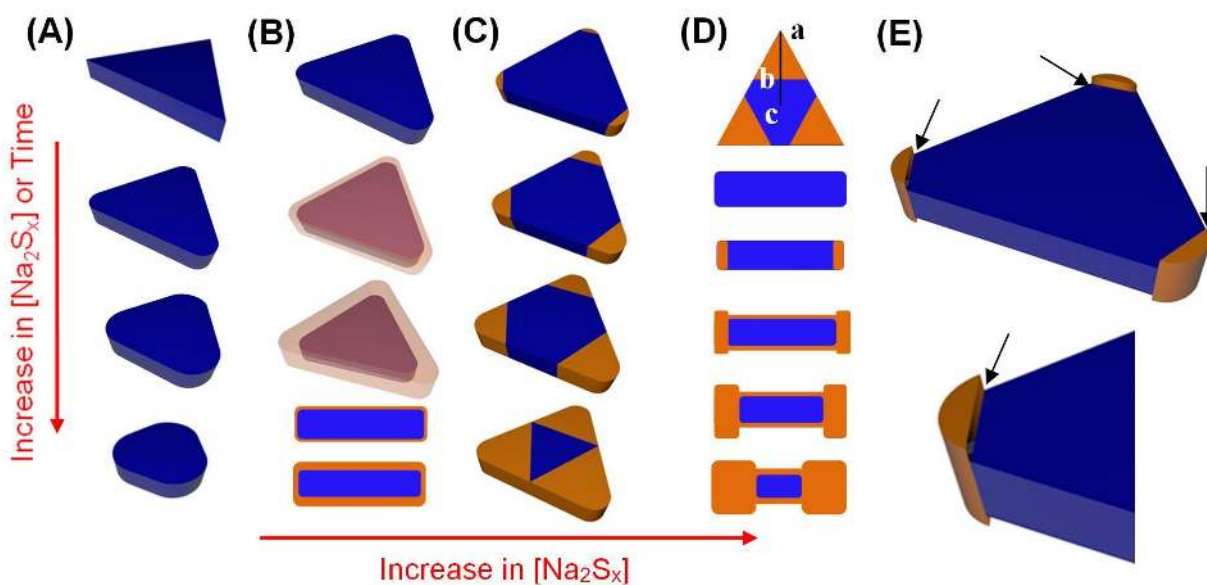 (A)
(B)
(C)
(D)
(E)
a
b
c
Increase in [Na₂Sₓ] or Time
Increase in [Na₂Sₓ]